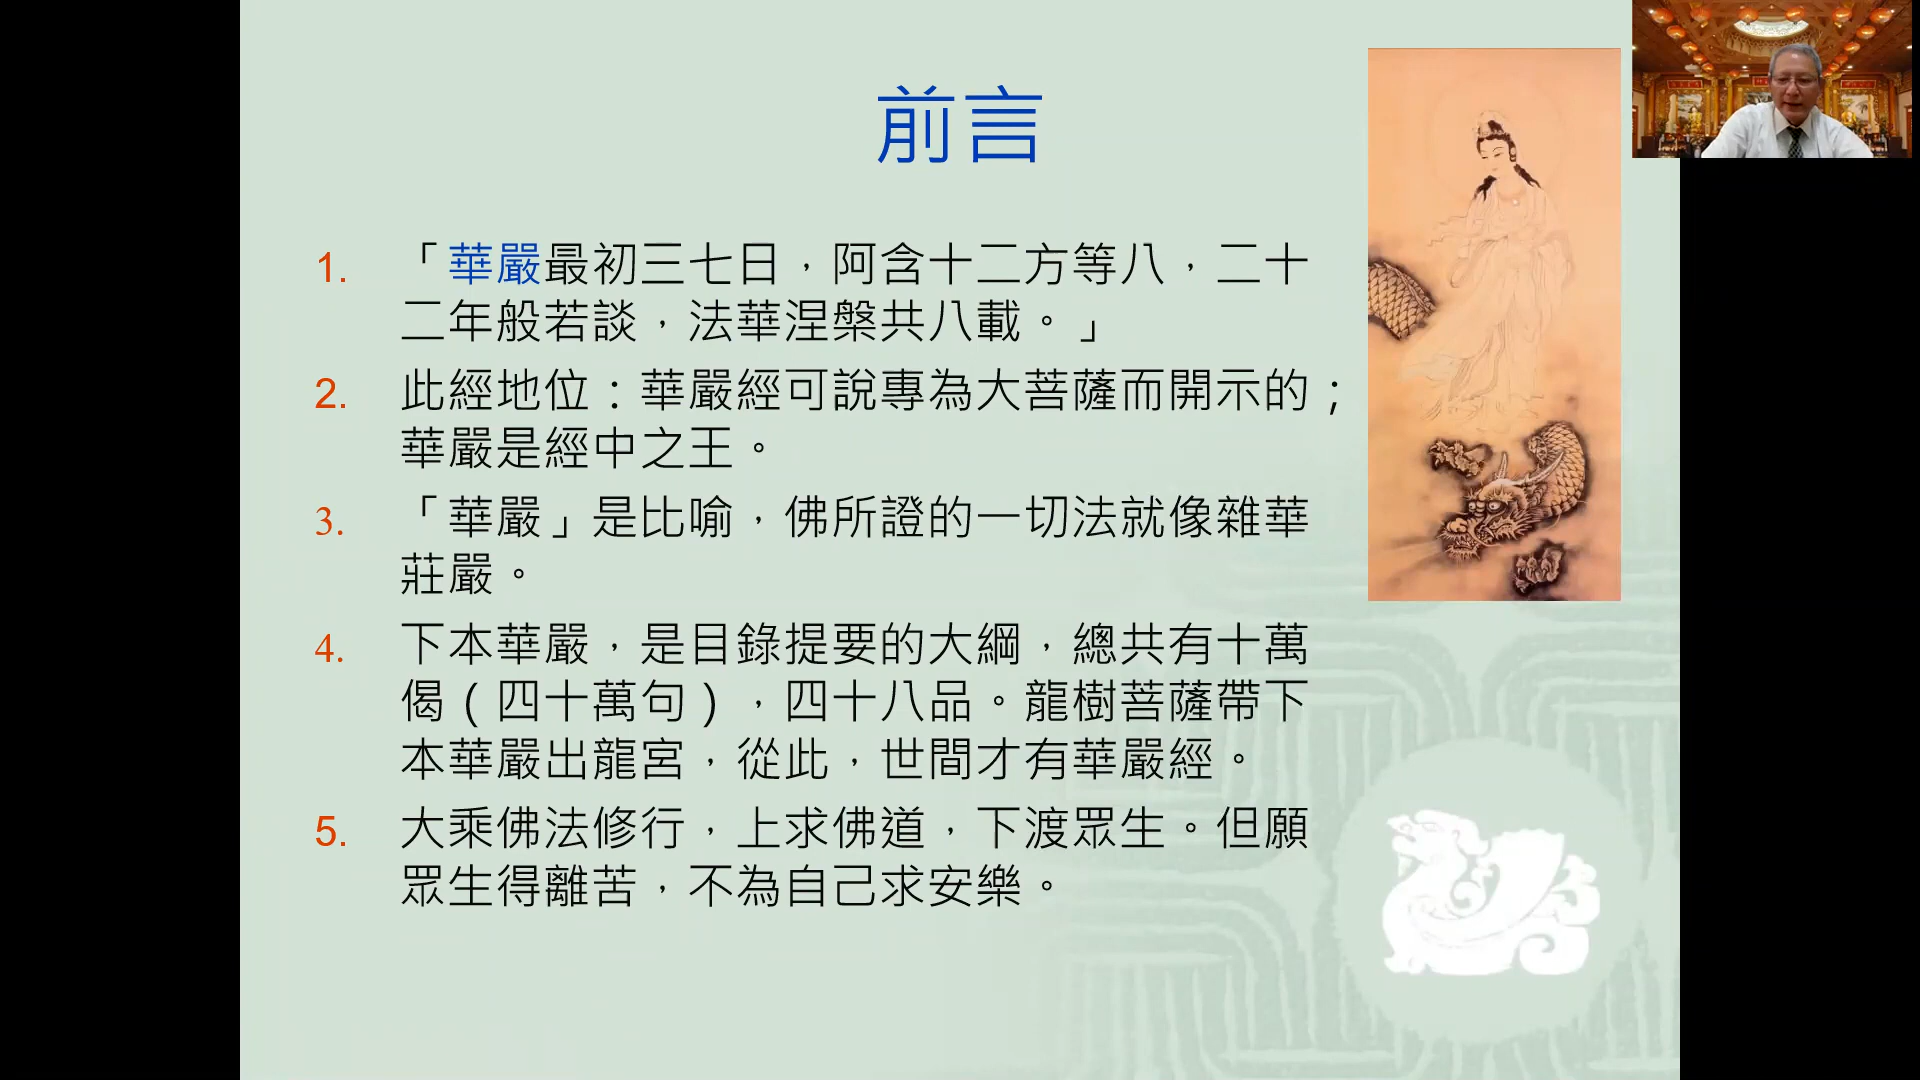 前言
1. 「華嚴最初三七日，阿含十二方等八，二十
二年般若談，法華涅槃共八載。」
2. 此經地位：華嚴經可說專為大菩薩而開示的；
華嚴是經中之王。
3. 「華嚴」是比喻，佛所證的一切法就像雜華
莊嚴。
4. 下本華嚴，是目錄提要的大綱，總共有十萬
偈（四十萬句），四十八品。龍樹菩薩帶下
本華嚴出龍宮，從此，世間才有華嚴經。
5. 大乘佛法修行，上求佛道，下渡眾生。但願
眾生得離苦，不為自己求安樂。